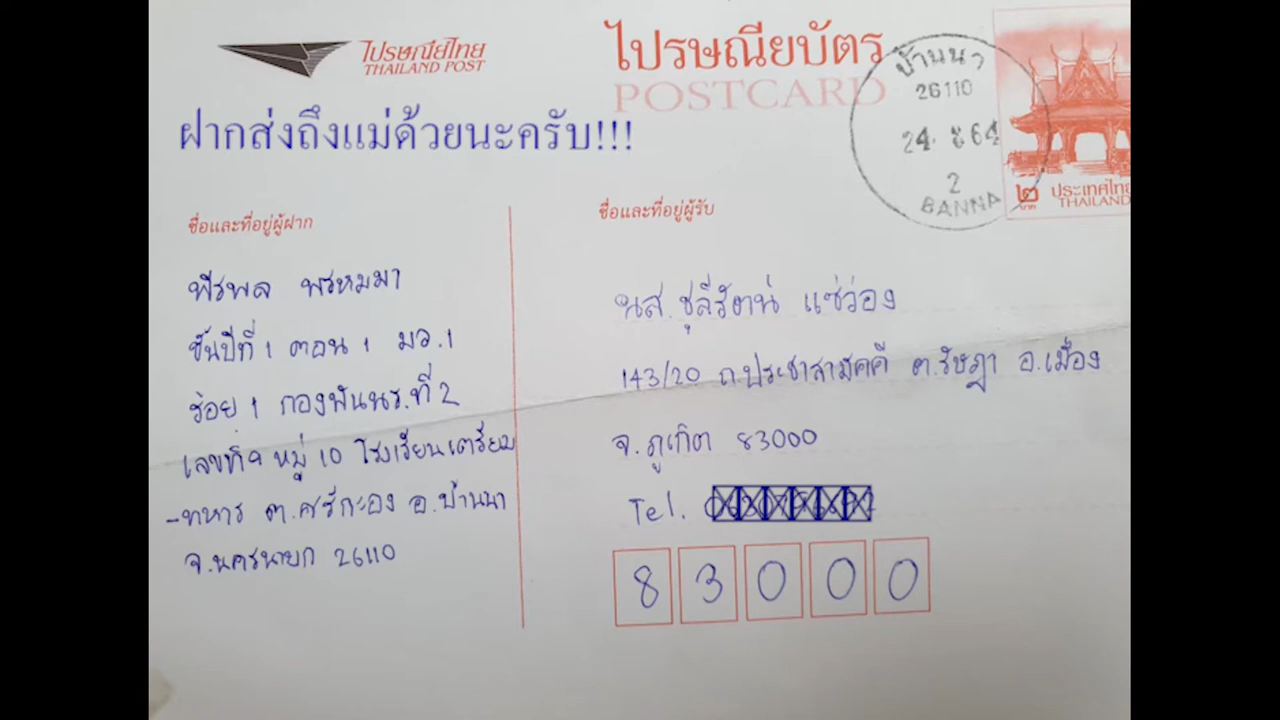 ไปรษณีย์ไทย
THAILAND POST
ไปรษณียบัตร
POSTCARD
บ้านนา
26110
24 64
2
BANNA
๒
บาท
ประเทศไทย
THAILAND
ฝากส่งถึงแม่ด้วยนะครับ!!!
ชื่อและที่อยู่ผู้ฝาก
พีรพล พรหมมา
ชั้นปีที่ 1 ตอน 1 มว.1
ร้อย 1 กองพันนร.ที่ 2
เลขที่ 9 หมู่ 10 โรงเรียนเตรียม
-ทหาร ต.ศรีกะอาง อ.บ้านนา
จ.นครนายก 26110
ชื่อและที่อยู่ผู้รับ
นส.ชุลีรัตน์ แซ่ว่อง
143/20 ถ.ประชาสามัคคี ต.รัษฎา อ.เมือง
จ.ภูเก็ต 83000
Tel.
83000